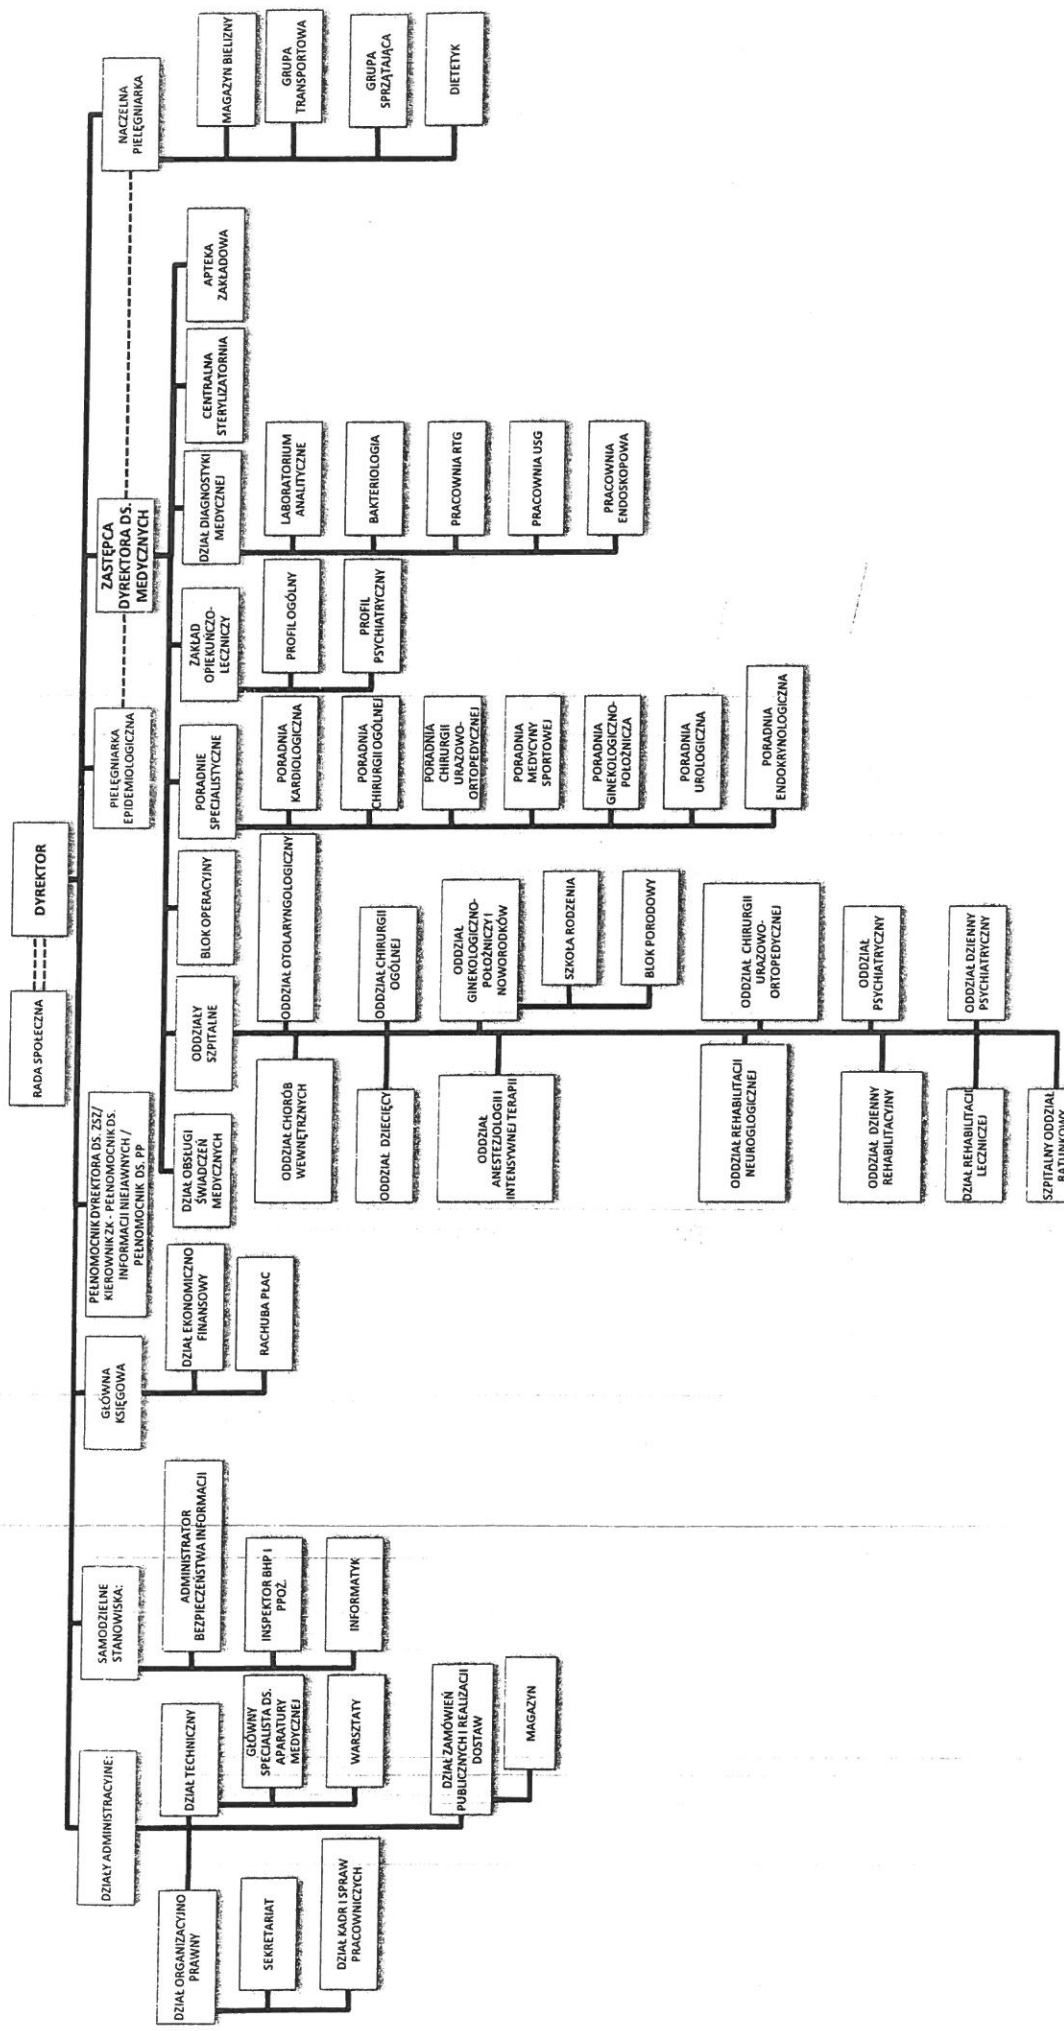 RADA SPOŁECZNA
DYREKTOR
DZIAŁY ADMINISTRACYJNE:
SAMODZIELNE
STANOWISKA:
GŁÓWNA
KSIĘGOWA
PEŁNOMOCNIK DYREKTORA DS. ZSZ/
KIEROWNIK ZK - PEŁNOMOCNIK DS.
INFORMACJI NIEJAWNYCH /
PEŁNOMOCNIK DS. PP
PIELĘGNIARKA
EPIDEMIOLOGICZNA
ZASTĘPCA
DYREKTORA DS.
MEDYCZNYCH
NACZELNA
PIELĘGNIARKA
DZIAŁ ORGANIZACYJNO
PRAWNY
SEKRETARIAT
DZIAŁ KADR I SPRAW
PRACOWNICZYCH
DZIAŁ TECHNICZNY
GŁÓWNY
SPECJALISTA DS.
APARATURY
MEDYCZNEJ
WARSZTATY
DZIAŁ ZAMÓWIEŃ
PUBLICZNYCH I REALIZACJI
DOSTAW
MAGAZYN
ADMINISTRATOR
BEZPIECZEŃSTWA INFORMACJI
INSPEKTOR BHP I
PPOŻ.
INFORMATYK
DZIAŁ EKONOMICZNO
FINANSOWY
RACHUBA PŁAC
DZIAŁ OBSŁUGI
ŚWIADCZEŃ
MEDYCZNYCH
ODDZIAŁY
SZPITALNE
ODDZIAŁ CHORÓB
WEWNĘTRZNYCH
ODDZIAŁ OTOLARYNGOLOGICZNY
ODDZIAŁ DZIECIĘCY
ODDZIAŁ CHIRURGII
OGÓLNEJ
ODDZIAŁ
ANESTEZJOLOGII I
INTENSYWNEJ TERAPII
ODDZIAŁ
GINEKOLOGICZNO-
POŁOŻNICZY I
NOWORODKÓW
SZKOŁA RODZENIA
BLOK PORODOWY
ODDZIAŁ REHABILITACJI
NEUROGLOGICZNEJ
ODDZIAŁ CHIRURGII
URAZOWO-
ORTOPEDYCZNEJ
ODDZIAŁ DZIENNY
REHABILITACYJNY
ODDZIAŁ
PSYCHIATRYCZNY
DZIAŁ REHABILITACJI
LECZNICZEJ
ODDZIAŁ DZIENNY
PSYCHIATRYCZNY
SZPITALNY ODDZIAŁ
RATUNKOWY
BLOK OPERACYJNY
PORADNIE
SPECJALISTYCZNE
PORADNIA
KARDIOLOGICZNA
PORADNIA
CHIRURGII OGÓLNEJ
PORADNIA
CHIRURGII
URAZOWO-
ORTOPEDYCZNEJ
PORADNIA
MEDYCYNY
SPORTOWEJ
PORADNIA
GINEKOLOGICZNO-
POŁOŻNICZA
PORADNIA
UROLOGICZNA
PORADNIA
ENDOKRYNOLOGICZNA
ZAKŁAD
OPIEKUŃCZO-
LECZNICZY
PROFIL OGÓLNY
PROFIL
PSYCHIATRYCZNY
DZIAŁ DIAGNOSTYKI
MEDYCZNEJ
LABORATORIUM
ANALITYCZNE
BAKTERIOLOGIA
PRACOWNIA RTG
PRACOWNIA USG
PRACOWNIA
ENDOSKOPOWA
CENTRALNA
STERYLIZATORNIA
APTEKA
ZAKŁADOWA
MAGAZYN BIELIZNY
GRUPA
TRANSPORTOWA
GRUPA
SPRZĄTAJĄCA
DIETETYK